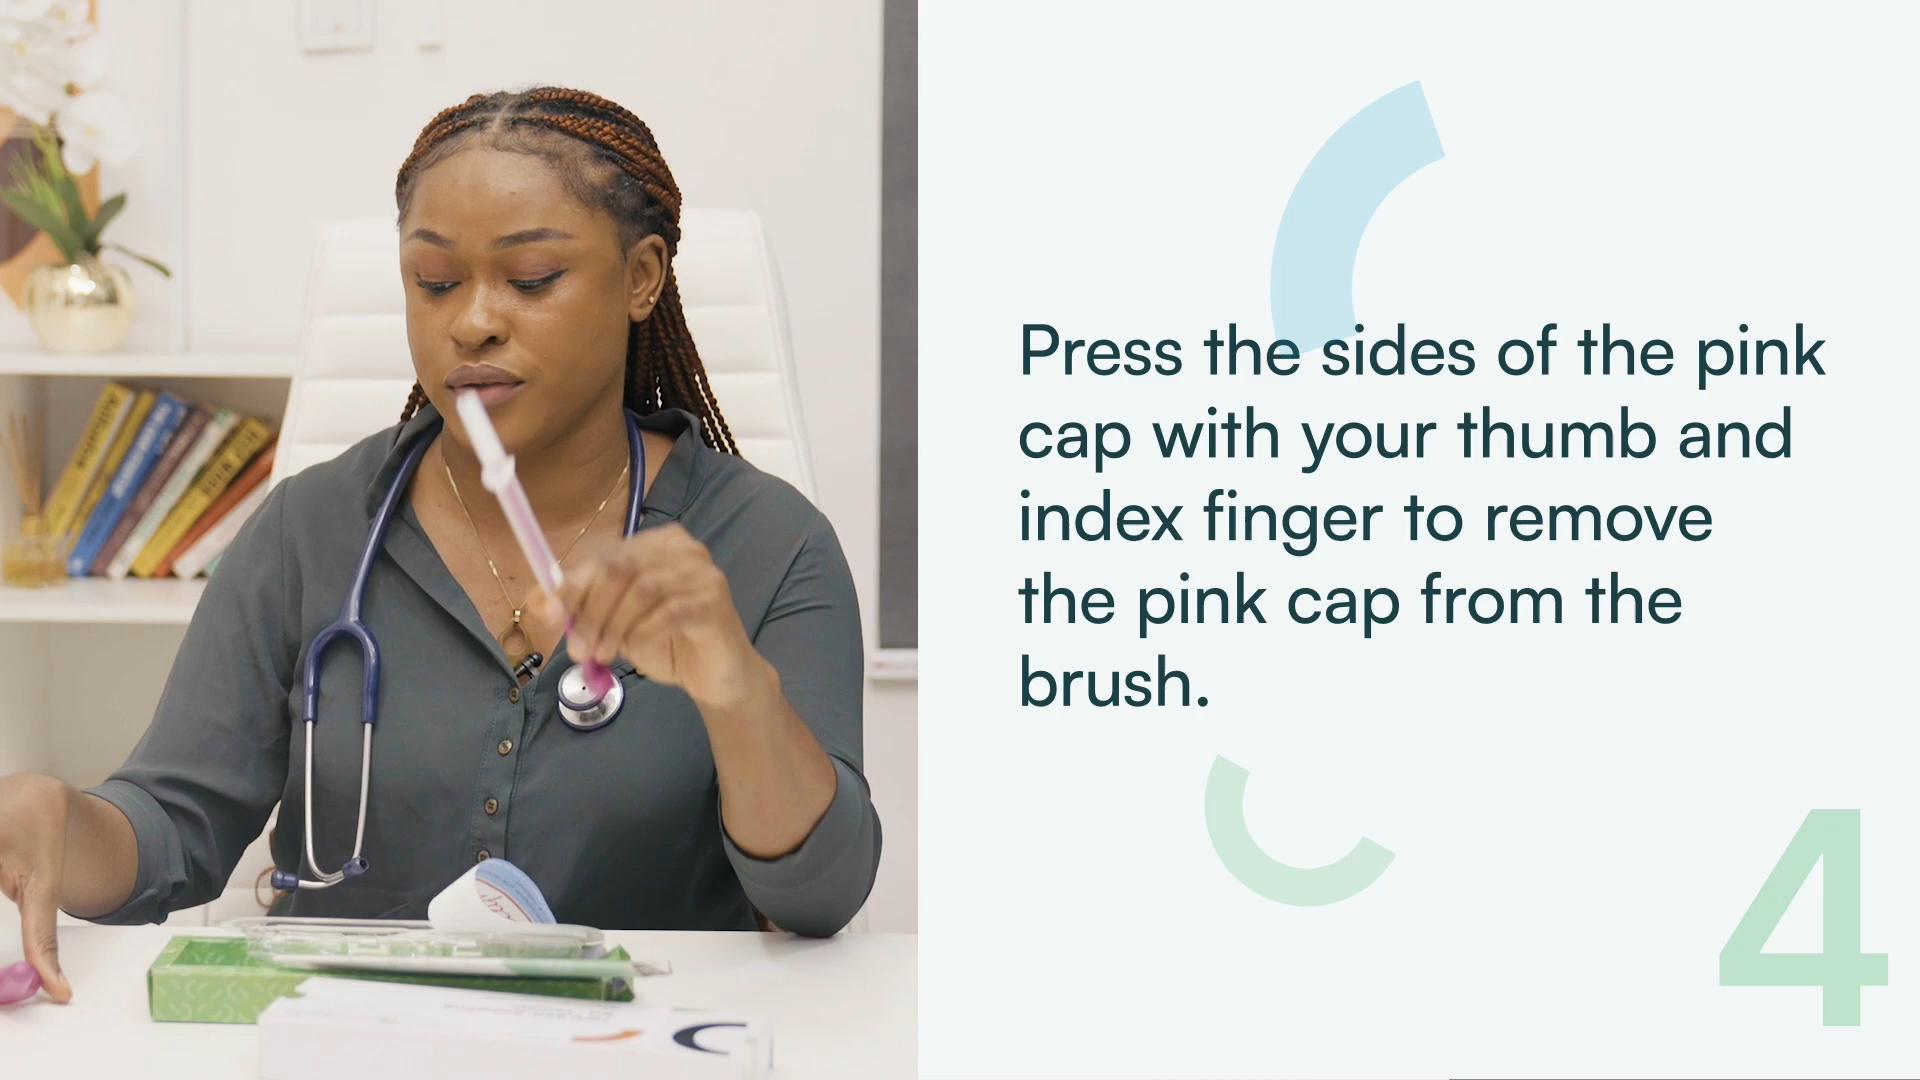 Press the sides of the pink
cap with your thumb and
index finger to remove
the pink cap from the
brush.
4